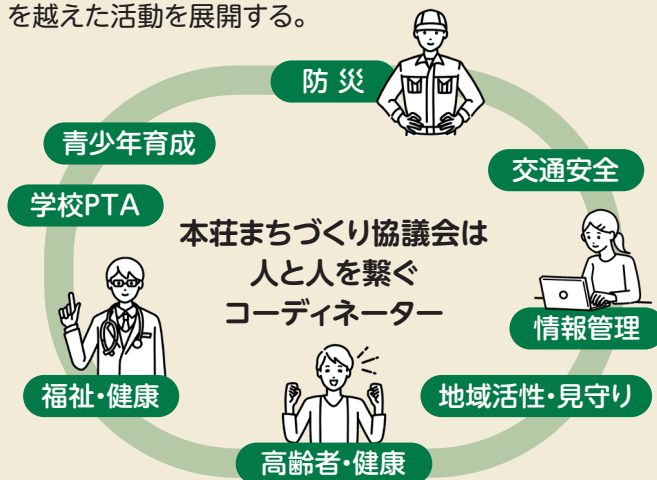 を越えた活動を展開する。
防 災
青少年育成
交通安全
学校PTA
本荘まちづくり協議会は
人と人を繋ぐ
コーディネーター
情報管理
福祉・健康
地域活性・見守り
高齢者・健康